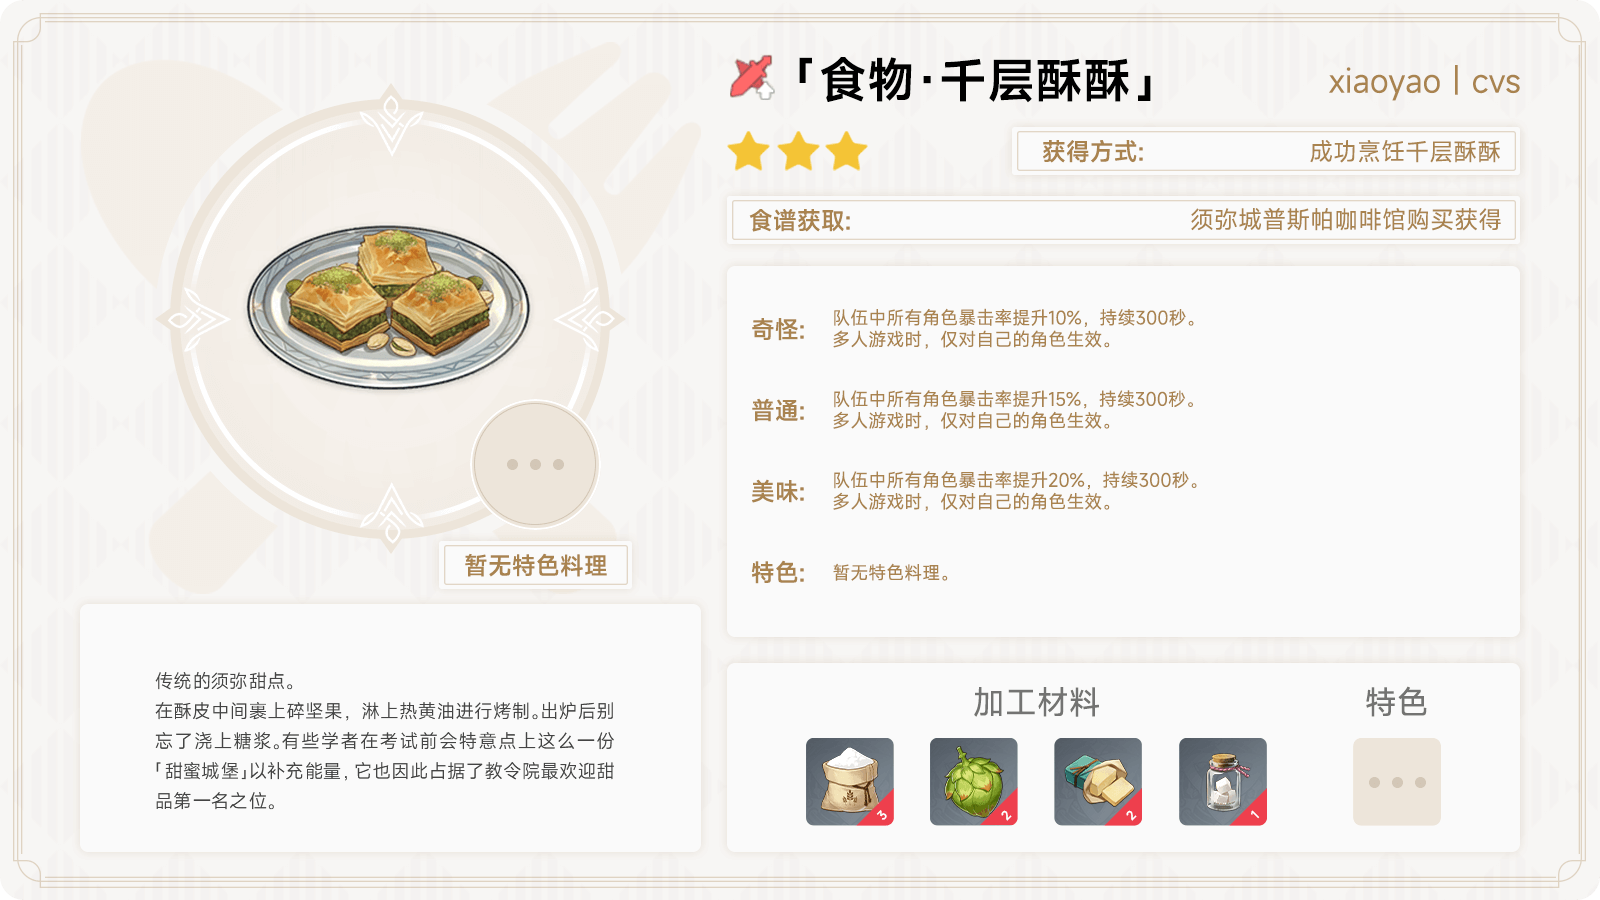 「食物·千层酥酥」
xiaoyao | cvs
获得方式: 成功烹饪千层酥酥
食谱获取: 须弥城普斯帕咖啡馆购买获得
奇怪: 队伍中所有角色暴击率提升10%，持续300秒。
多人游戏时，仅对自己的角色生效。
普通: 队伍中所有角色暴击率提升15%，持续300秒。
多人游戏时，仅对自己的角色生效。
美味: 队伍中所有角色暴击率提升20%，持续300秒。
多人游戏时，仅对自己的角色生效。
特色: 暂无特色料理。
暂无特色料理
传统的须弥甜点。
在酥皮中间裹上碎坚果，淋上热黄油进行烤制。出炉后别
忘了浇上糖浆。有些学者在考试前会特意点上这么一份
「甜蜜城堡」以补充能量，它也因此占据了教令院最欢迎甜
品第一名之位。
加工材料
特色
3
2
2
1